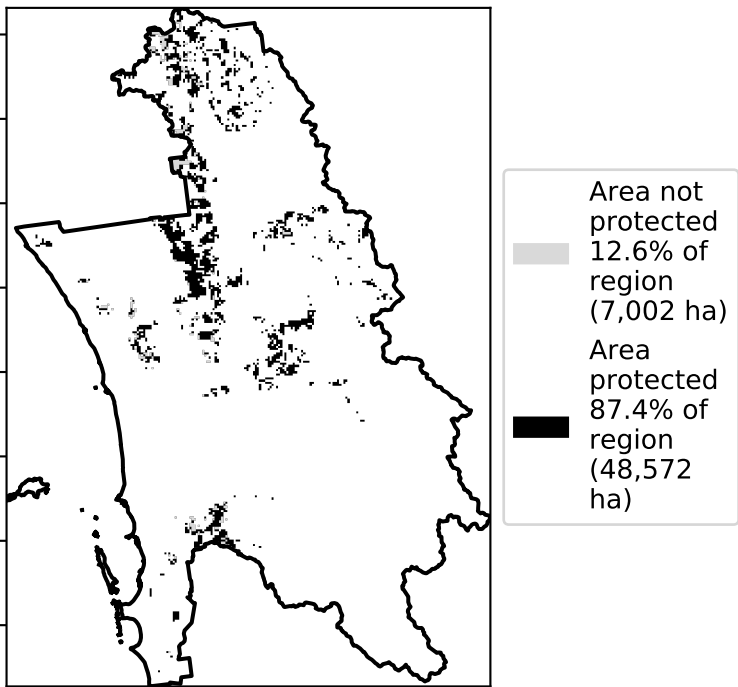 Area not
protected
12.6% of
region
(7,002 ha)
Area
protected
87.4% of
region
(48,572
ha)